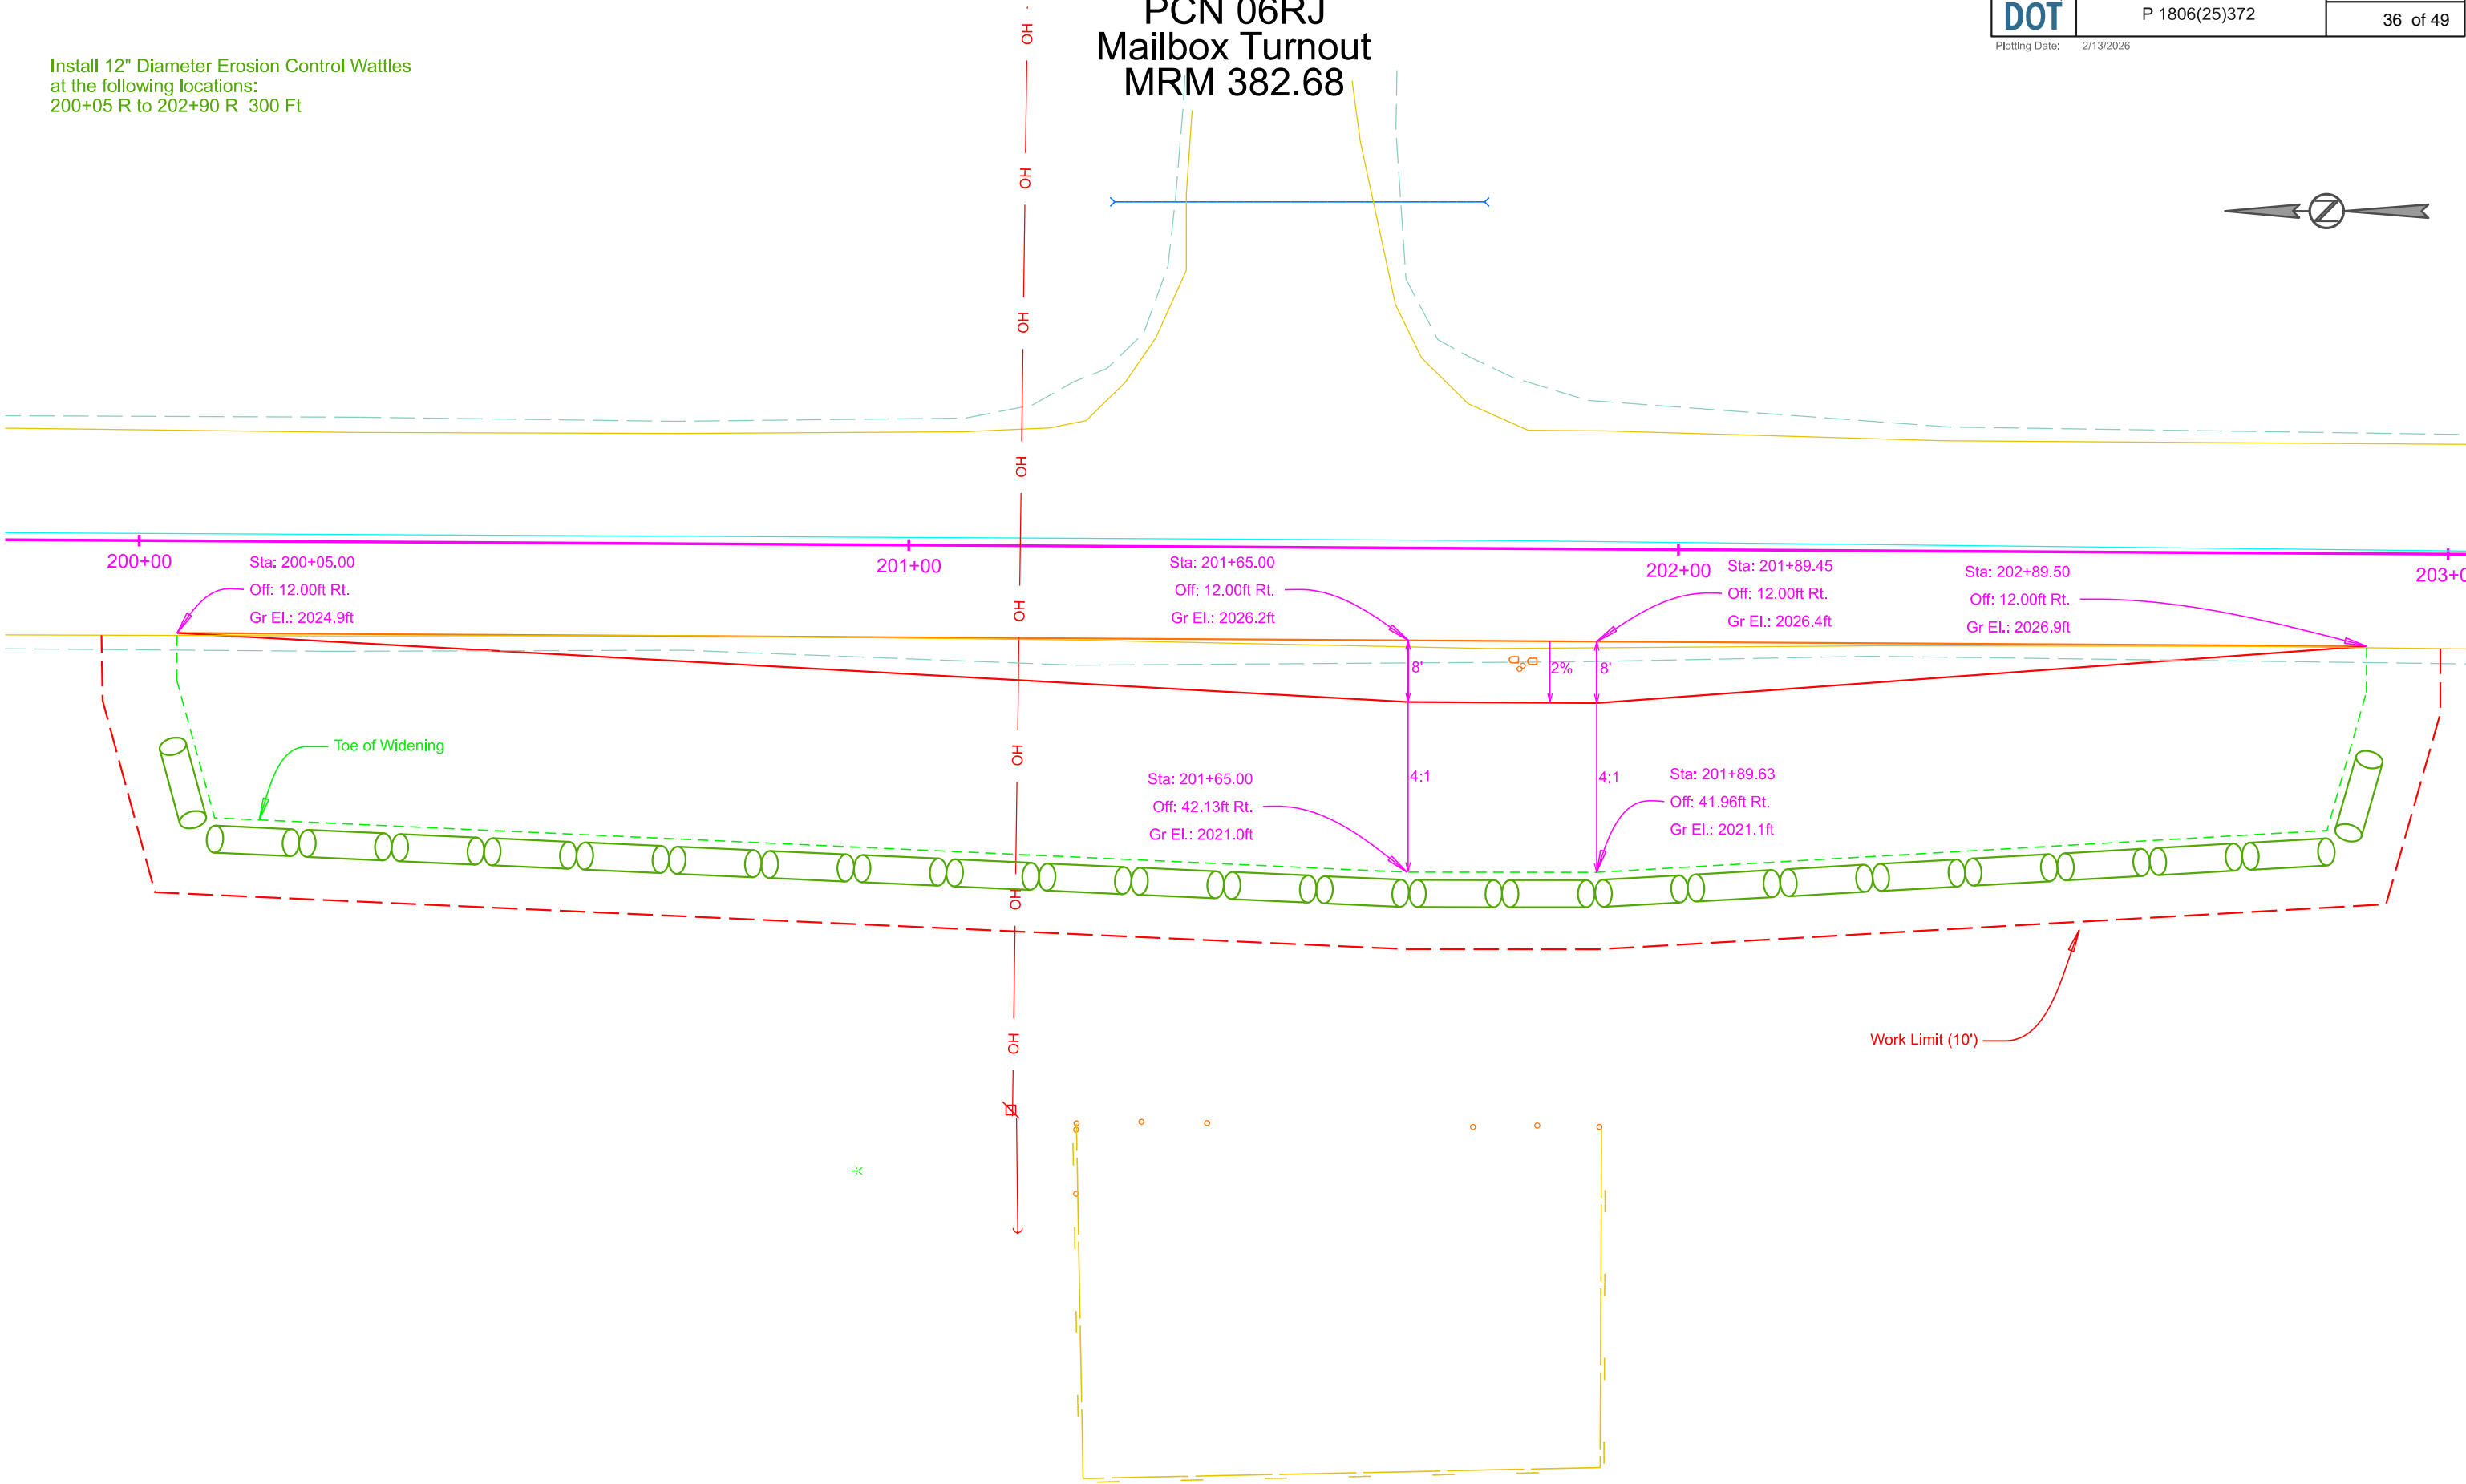 PCN 06RJ
Mailbox Turnout
MRM 382.68
DOT
P 1806(25)372
36 of 49
Plotting Date: 2/13/2026
Install 12" Diameter Erosion Control Wattles
at the following locations:
200+05 R to 202+90 R 300 Ft
OH
OH
OH
OH
OH
OH
OH
OH
Z
200+00
201+00
202+00
Sta: 200+05.00
Off: 12.00ft Rt.
Gr El.: 2024.9ft
Sta: 201+65.00
Off: 12.00ft Rt.
Gr El.: 2026.2ft
Sta: 201+89.45
Off: 12.00ft Rt.
Gr El.: 2026.4ft
Sta: 202+89.50
Off: 12.00ft Rt.
Gr El.: 2026.9ft
203+0
8'
2%
8'
Toe of Widening
4:1
4:1
Sta: 201+65.00
Off: 42.13ft Rt.
Gr El.: 2021.0ft
Sta: 201+89.63
Off: 41.96ft Rt.
Gr El.: 2021.1ft
Work Limit (10')